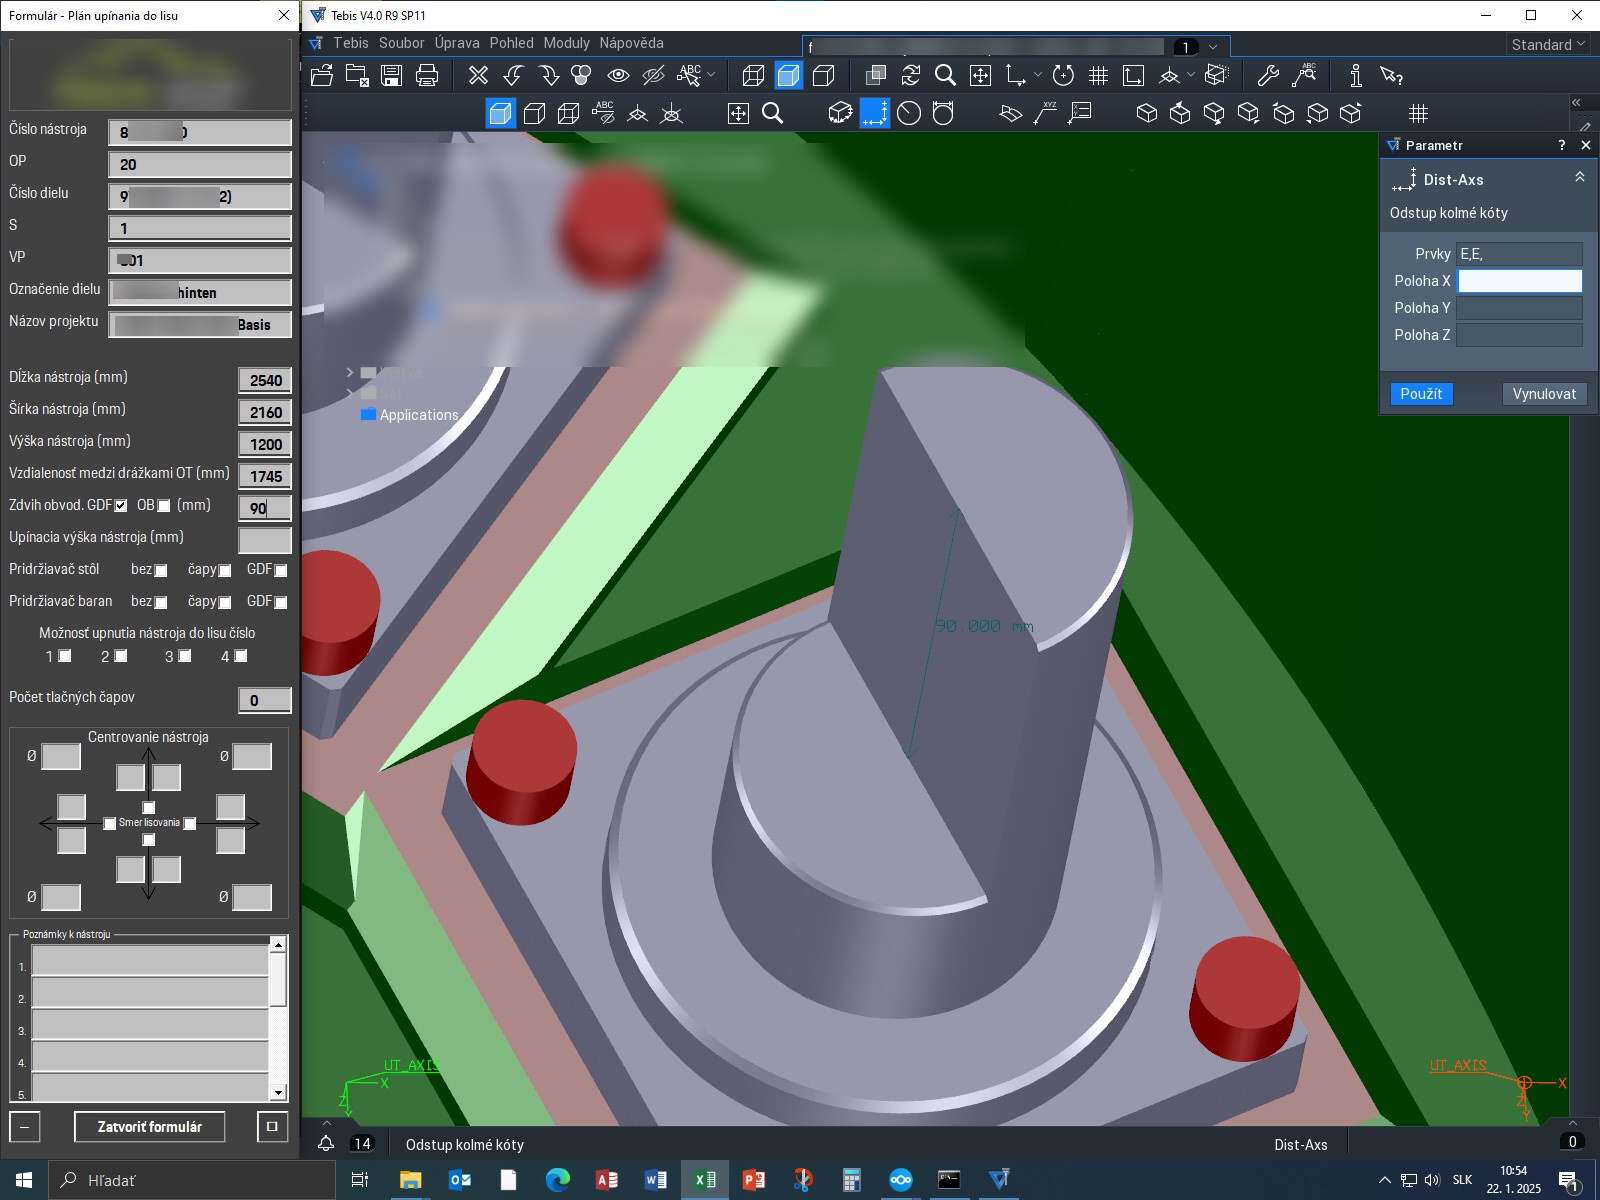 Formulár - Plán upínania do lisu
Tebis V4.0 R9 SP11
Tebis Soubor Úprava Pohled Moduly Nápověda
f
1
Standard
ABC
ABC
ABC
XYZ
Číslo nástroja 8 0
OP 20
Číslo dielu 9 2)
S 1
VP 01
Označenie dielu hinten
Názov projektu Basis
Dĺžka nástroja (mm) 2540
Šírka nástroja (mm) 2160
Výška nástroja (mm) 1200
Vzdialenosť medzi drážkami OT (mm) 1745
Zdvih obvod. GDF OB (mm) 90
Upínacia výška nástroja (mm)
Pridržiavač stôl bez čapy GDF
Pridržiavač baran bez čapy GDF
Možnosť upnutia nástroja do lisu číslo
1 2 3 4
Počet tlačných čapov 0
Centrovanie nástroja
Ø Ø
Smer lisovania
Ø Ø
Poznámky k nástroju
1.
2.
3.
4.
5.
Zatvoriť formulár
Applications
90.000 mm
UT_AXIS
X
Z
UT_AXIS
X
Z
Y
Parametr ?
Dist-Axs
Odstup kolmé kóty
Prvky E,E,
Poloha X
Poloha Y
Poloha Z
Použít Vynulovat
14 Odstup kolmé kóty Dist-Axs 0
Hľadať
SLK
10:54
22. 1. 2025
1